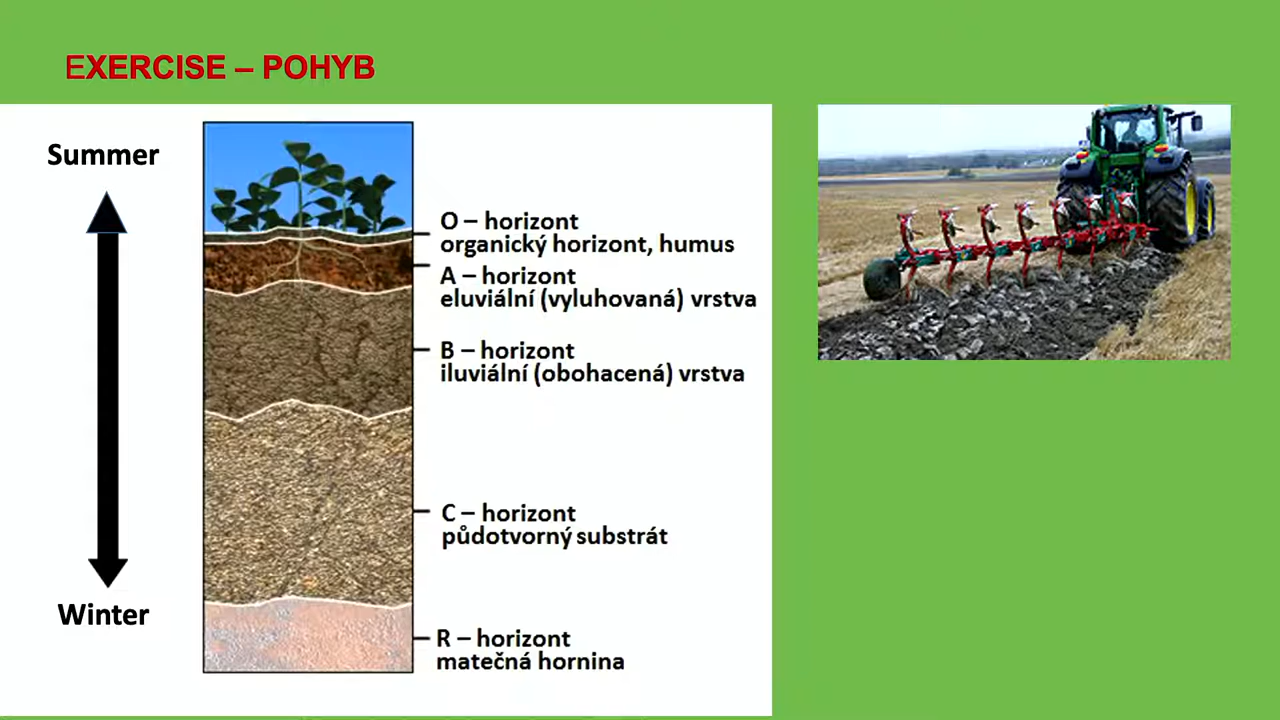 EXERCISE – POHYB
Summer
Winter
O – horizont
organický horizont, humus
A – horizont
eluviální (vyluhovaná) vrstva
B – horizont
iluviální (obohacená) vrstva
C – horizont
půdotvorný substrát
R – horizont
matečná hornina